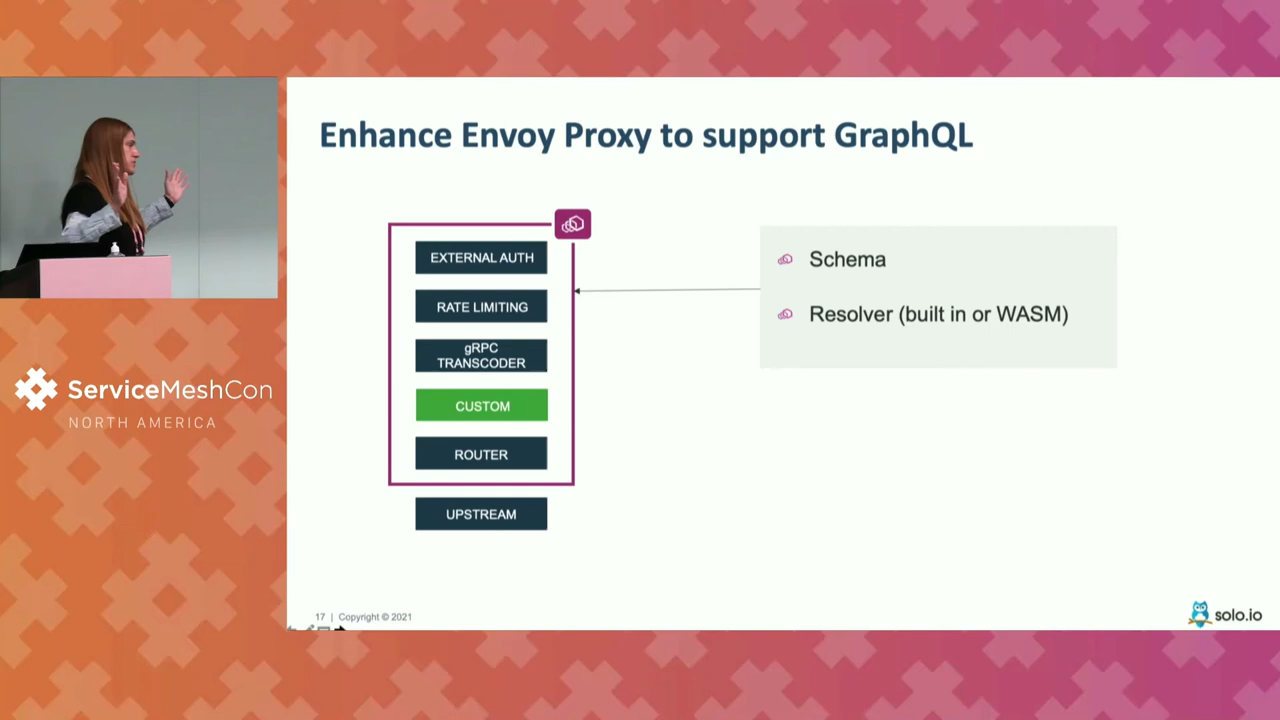 Enhance Envoy Proxy to support GraphQL
EXTERNAL AUTH
RATE LIMITING
gRPC
TRANSCODER
CUSTOM
ROUTER
UPSTREAM
Schema
Resolver (built in or WASM)
ServiceMeshCon
NORTH AMERICA
17 | Copyright © 2021
solo.io